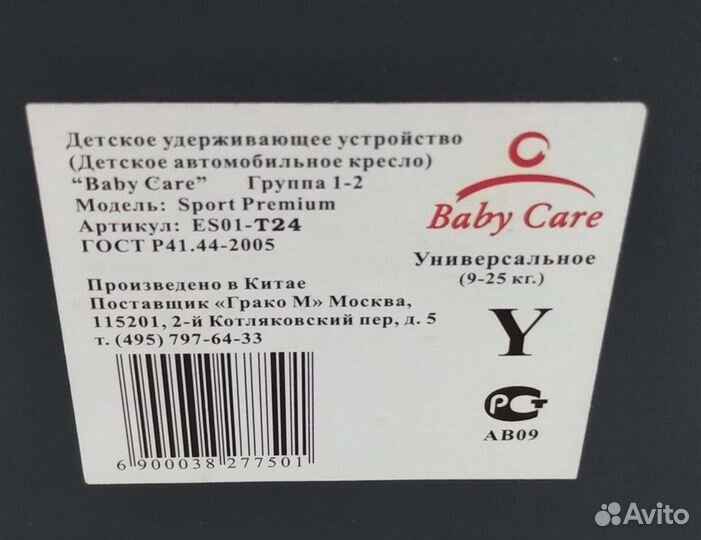 Детское удерживающее устройство
(Детское автомобильное кресло)
“Baby Care” Группа 1-2
Модель: Sport Premium
Артикул: ES01-T24
ГОСТ Р41.44-2005
Произведено в Китае
Поставщик «Грако М» Москва,
115201, 2-й Котляковский пер, д. 5
т. (495) 797-64-33
6 900038 277501
Baby Care
Универсальное
(9-25 кг.)
Y
РСТ
АВ09
Avito